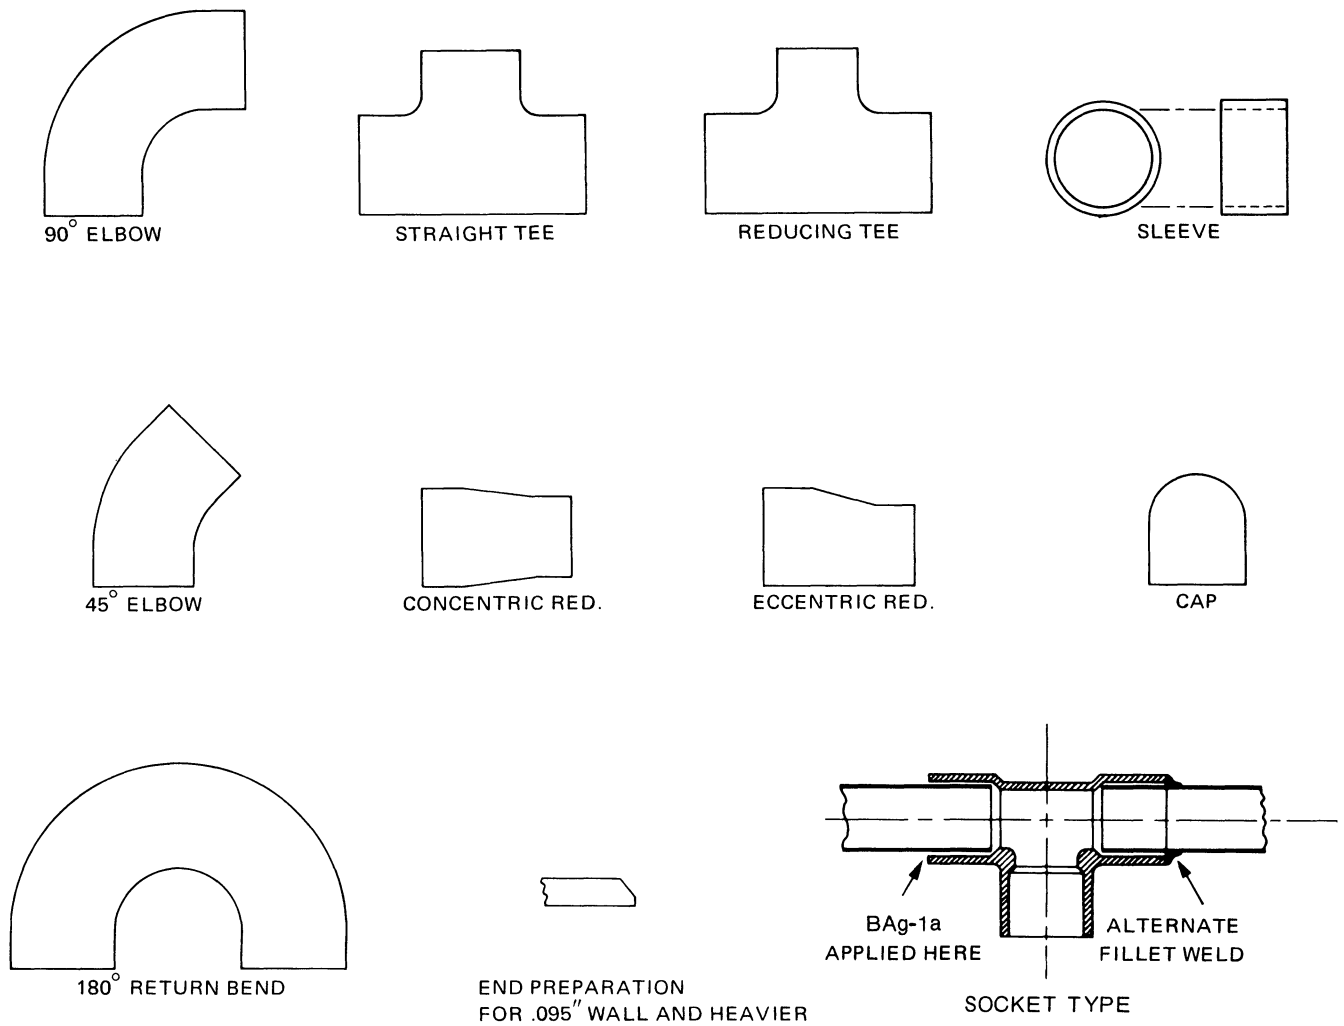 90° ELBOW
STRAIGHT TEE
REDUCING TEE
SLEEVE
45° ELBOW
CONCENTRIC RED.
ECCENTRIC RED.
CAP
180° RETURN BEND
END PREPARATION
FOR .095″ WALL AND HEAVIER
BAg-1a
APPLIED HERE
ALTERNATE
FILLET WELD
SOCKET TYPE